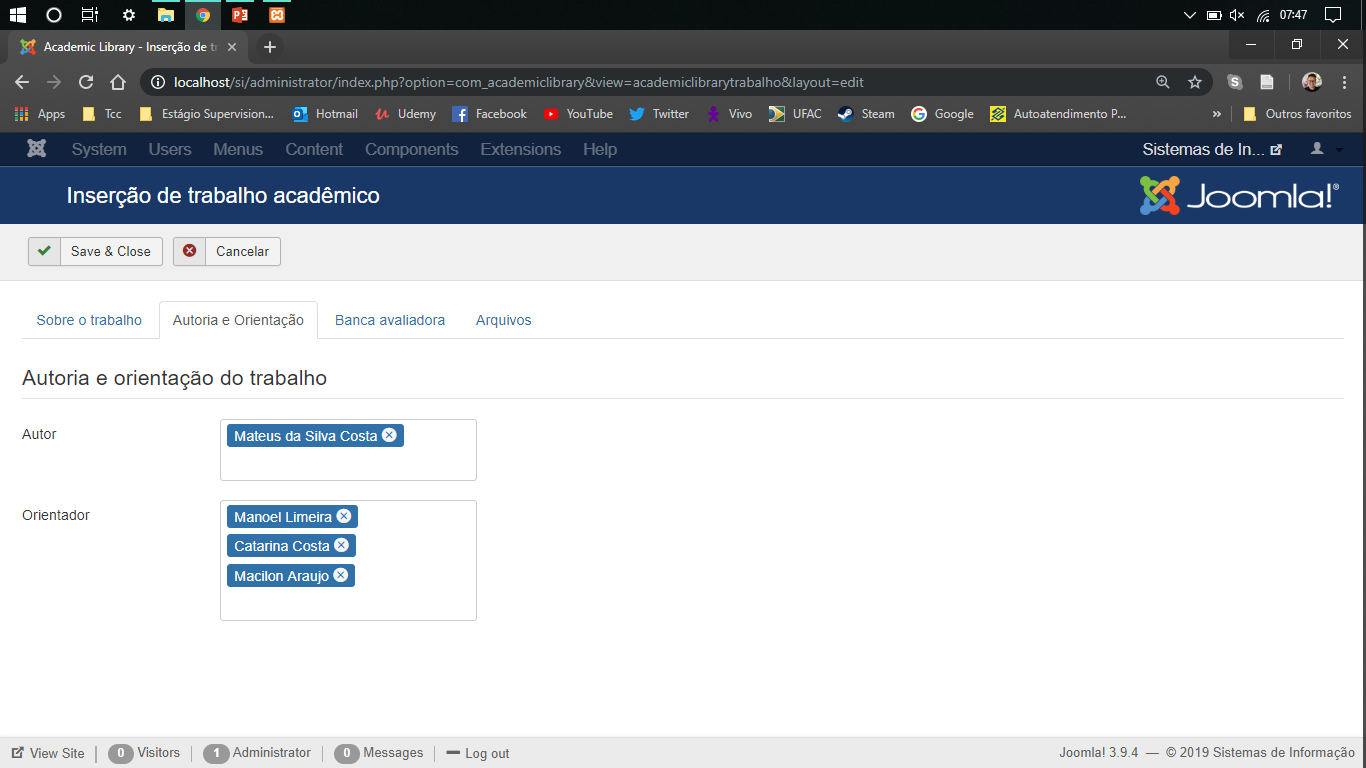 07:47
Academic Library - Inserção de tr
localhost/si/administrator/index.php?option=com_academiclibrary&view=academiclibrarytrabalho&layout=edit
Apps Tcc Estágio Supervision... Hotmail Udemy Facebook YouTube Twitter Vivo UFAC Steam Google Autoatendimento P... » Outros favoritos
System Users Menus Content Components Extensions Help Sistemas de In...
Inserção de trabalho acadêmico Joomla!®
Save & Close Cancelar
Sobre o trabalho Autoria e Orientação Banca avaliadora Arquivos
Autoria e orientação do trabalho
Autor Mateus da Silva Costa
Orientador Manoel Limeira
Catarina Costa
Macilon Araujo
View Site 0 Visitors 1 Administrator 0 Messages Log out Joomla! 3.9.4 — © 2019 Sistemas de Informação